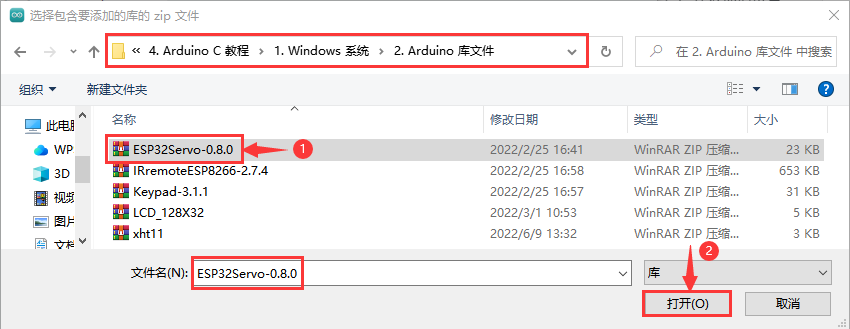 选择包含要添加的库的 zip 文件
« 4. Arduino C 教程 > 1. Windows 系统 > 2. Arduino 库文件
在 2. Arduino 库文件 中搜索
组织 新建文件夹
名称 修改日期 类型 大小
此电脑
ESP32Servo-0.8.0 2022/2/25 16:41 WinRAR ZIP 压缩... 23 KB
1
WP
3D
IRremoteESP8266-2.7.4 2022/2/25 16:58 WinRAR ZIP 压缩... 653 KB
视频
Keypad-3.1.1 2022/2/25 16:57 WinRAR ZIP 压缩... 31 KB
图片
LCD_128X32 2022/3/1 10:53 WinRAR ZIP 压缩... 5 KB
文档
xht11 2022/6/9 13:32 WinRAR ZIP 压缩... 3 KB
2
文件名(N): ESP32Servo-0.8.0 库
打开(O) 取消